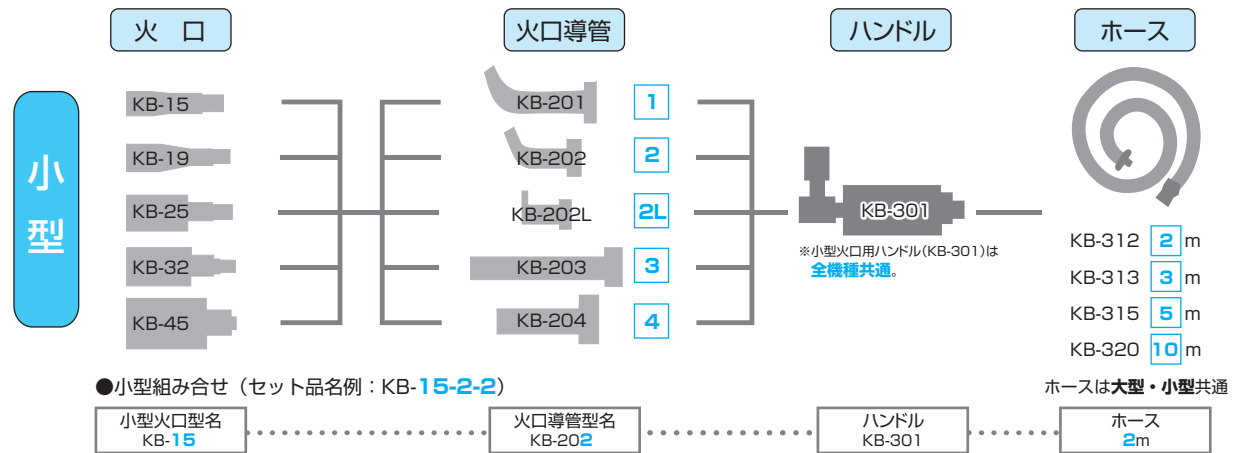 火 口
火口導管
ハンドル
ホース
小型
KB-15
KB-19
KB-25
KB-32
KB-45
KB-201 1
KB-202 2
KB-202L 2L
KB-203 3
KB-204 4
KB-301
※小型火口用ハンドル(KB-301)は
全機種共通。
KB-312 2 m
KB-313 3 m
KB-315 5 m
KB-320 10 m
ホースは大型・小型共通
●小型組み合せ（セット品名例：KB-15-2-2）
小型火口型名
KB-15
火口導管型名
KB-202
ハンドル
KB-301
ホース
2m